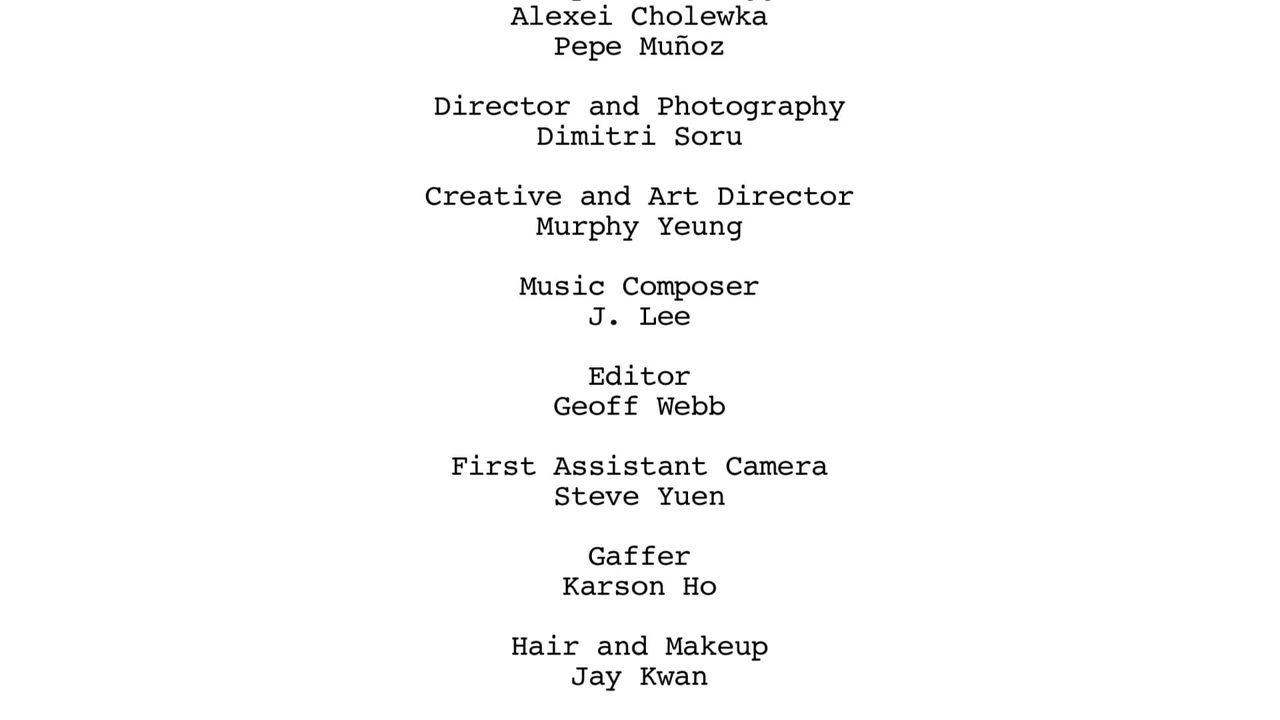 Alexei Cholewka
Pepe Muñoz
Director and Photography
Dimitri Soru
Creative and Art Director
Murphy Yeung
Music Composer
J. Lee
Editor
Geoff Webb
First Assistant Camera
Steve Yuen
Gaffer
Karson Ho
Hair and Makeup
Jay Kwan